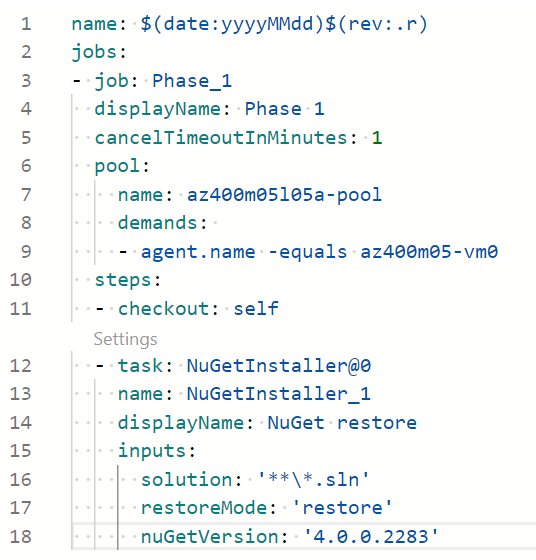 1 name: $(date:yyyyMMdd)$(rev:.r)
2 jobs:
3 - job: Phase_1
4   displayName: Phase 1
5   cancelTimeoutInMinutes: 1
6   pool:
7     name: az400m05l05a-pool
8     demands:
9     - agent.name -equals az400m05-vm0
10   steps:
11   - checkout: self
Settings
12   - task: NuGetInstaller@0
13     name: NuGetInstaller_1
14     displayName: NuGet restore
15     inputs:
16       solution: '**\*.sln'
17       restoreMode: 'restore'
18       nuGetVersion: '4.0.0.2283'